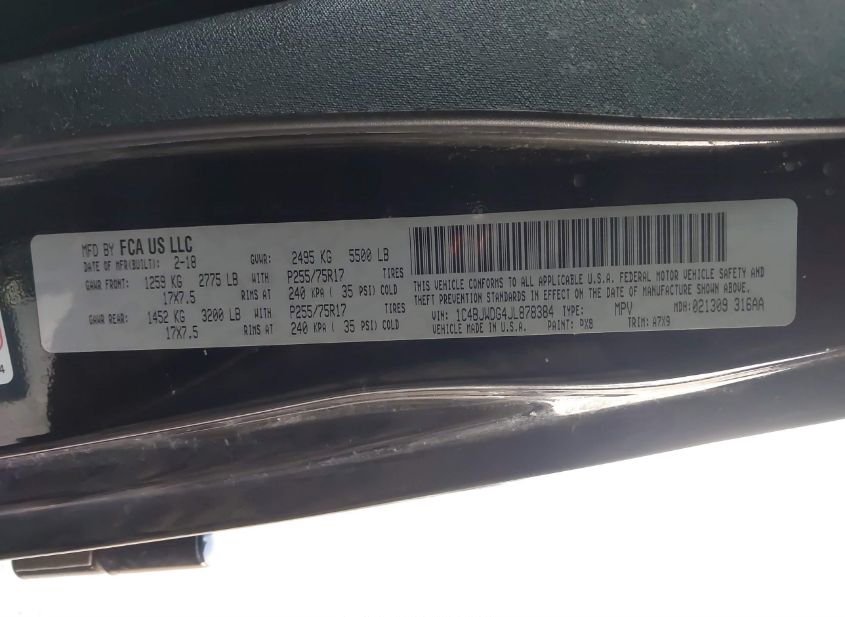 MFD BY FCA US LLC
DATE OF MFR(BUILT): 2-18 GVWR: 2495 KG 5500 LB
GAWR FRONT: 1259 KG 2775 LB WITH P255/75R17 TIRES
17X7.5 RIMS AT 240 KPA ( 35 PSI) COLD
GAWR REAR: 1452 KG 3200 LB WITH P255/75R17 TIRES
17X7.5 RIMS AT 240 KPA ( 35 PSI) COLD
THIS VEHICLE CONFORMS TO ALL APPLICABLE U.S.A. FEDERAL MOTOR VEHICLE SAFETY AND
THEFT PREVENTION STANDARDS IN EFFECT ON THE DATE OF MANUFACTURE SHOWN ABOVE.
VIN: 1C4BJWDG4JL878384 TYPE: MPV MDH: 021309 316AA
VEHICLE MADE IN U.S.A. PAINT: PX8 TRIM: A7X9
4